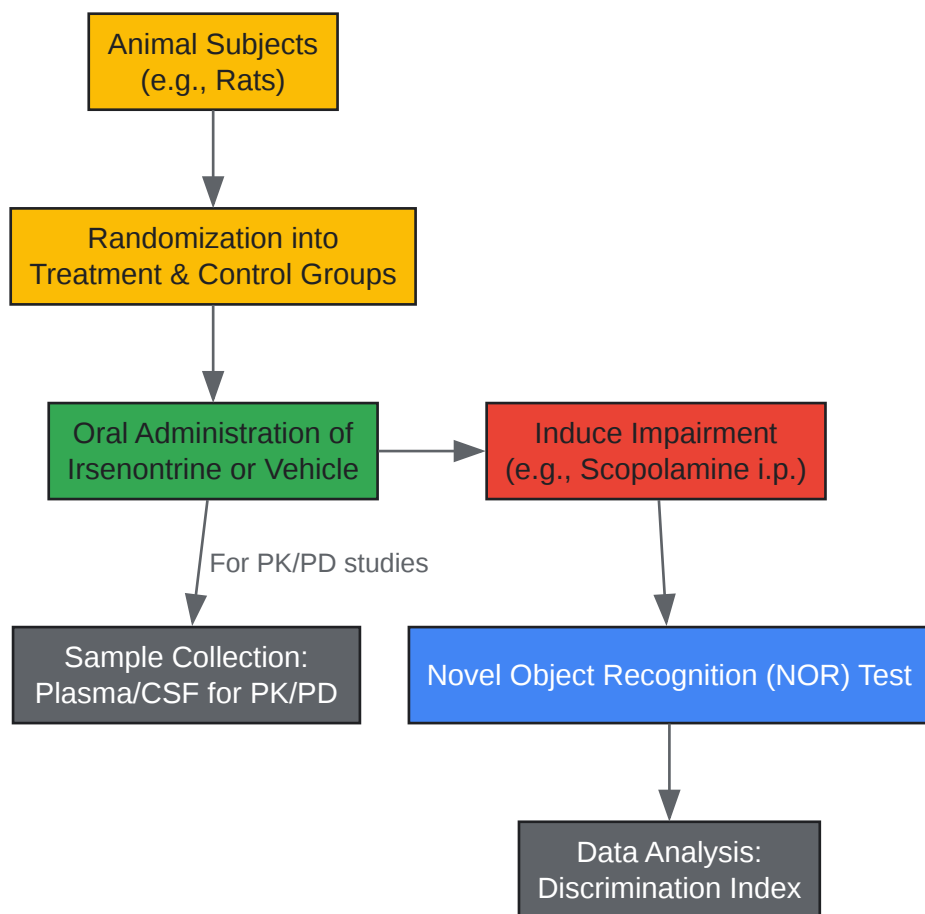 Animal Subjects
(e.g., Rats)
Randomization into
Treatment & Control Groups
Oral Administration of
Irsenontrine or Vehicle
Induce Impairment
(e.g., Scopolamine i.p.)
For PK/PD studies
Sample Collection:
Plasma/CSF for PK/PD
Novel Object Recognition (NOR) Test
Data Analysis:
Discrimination Index